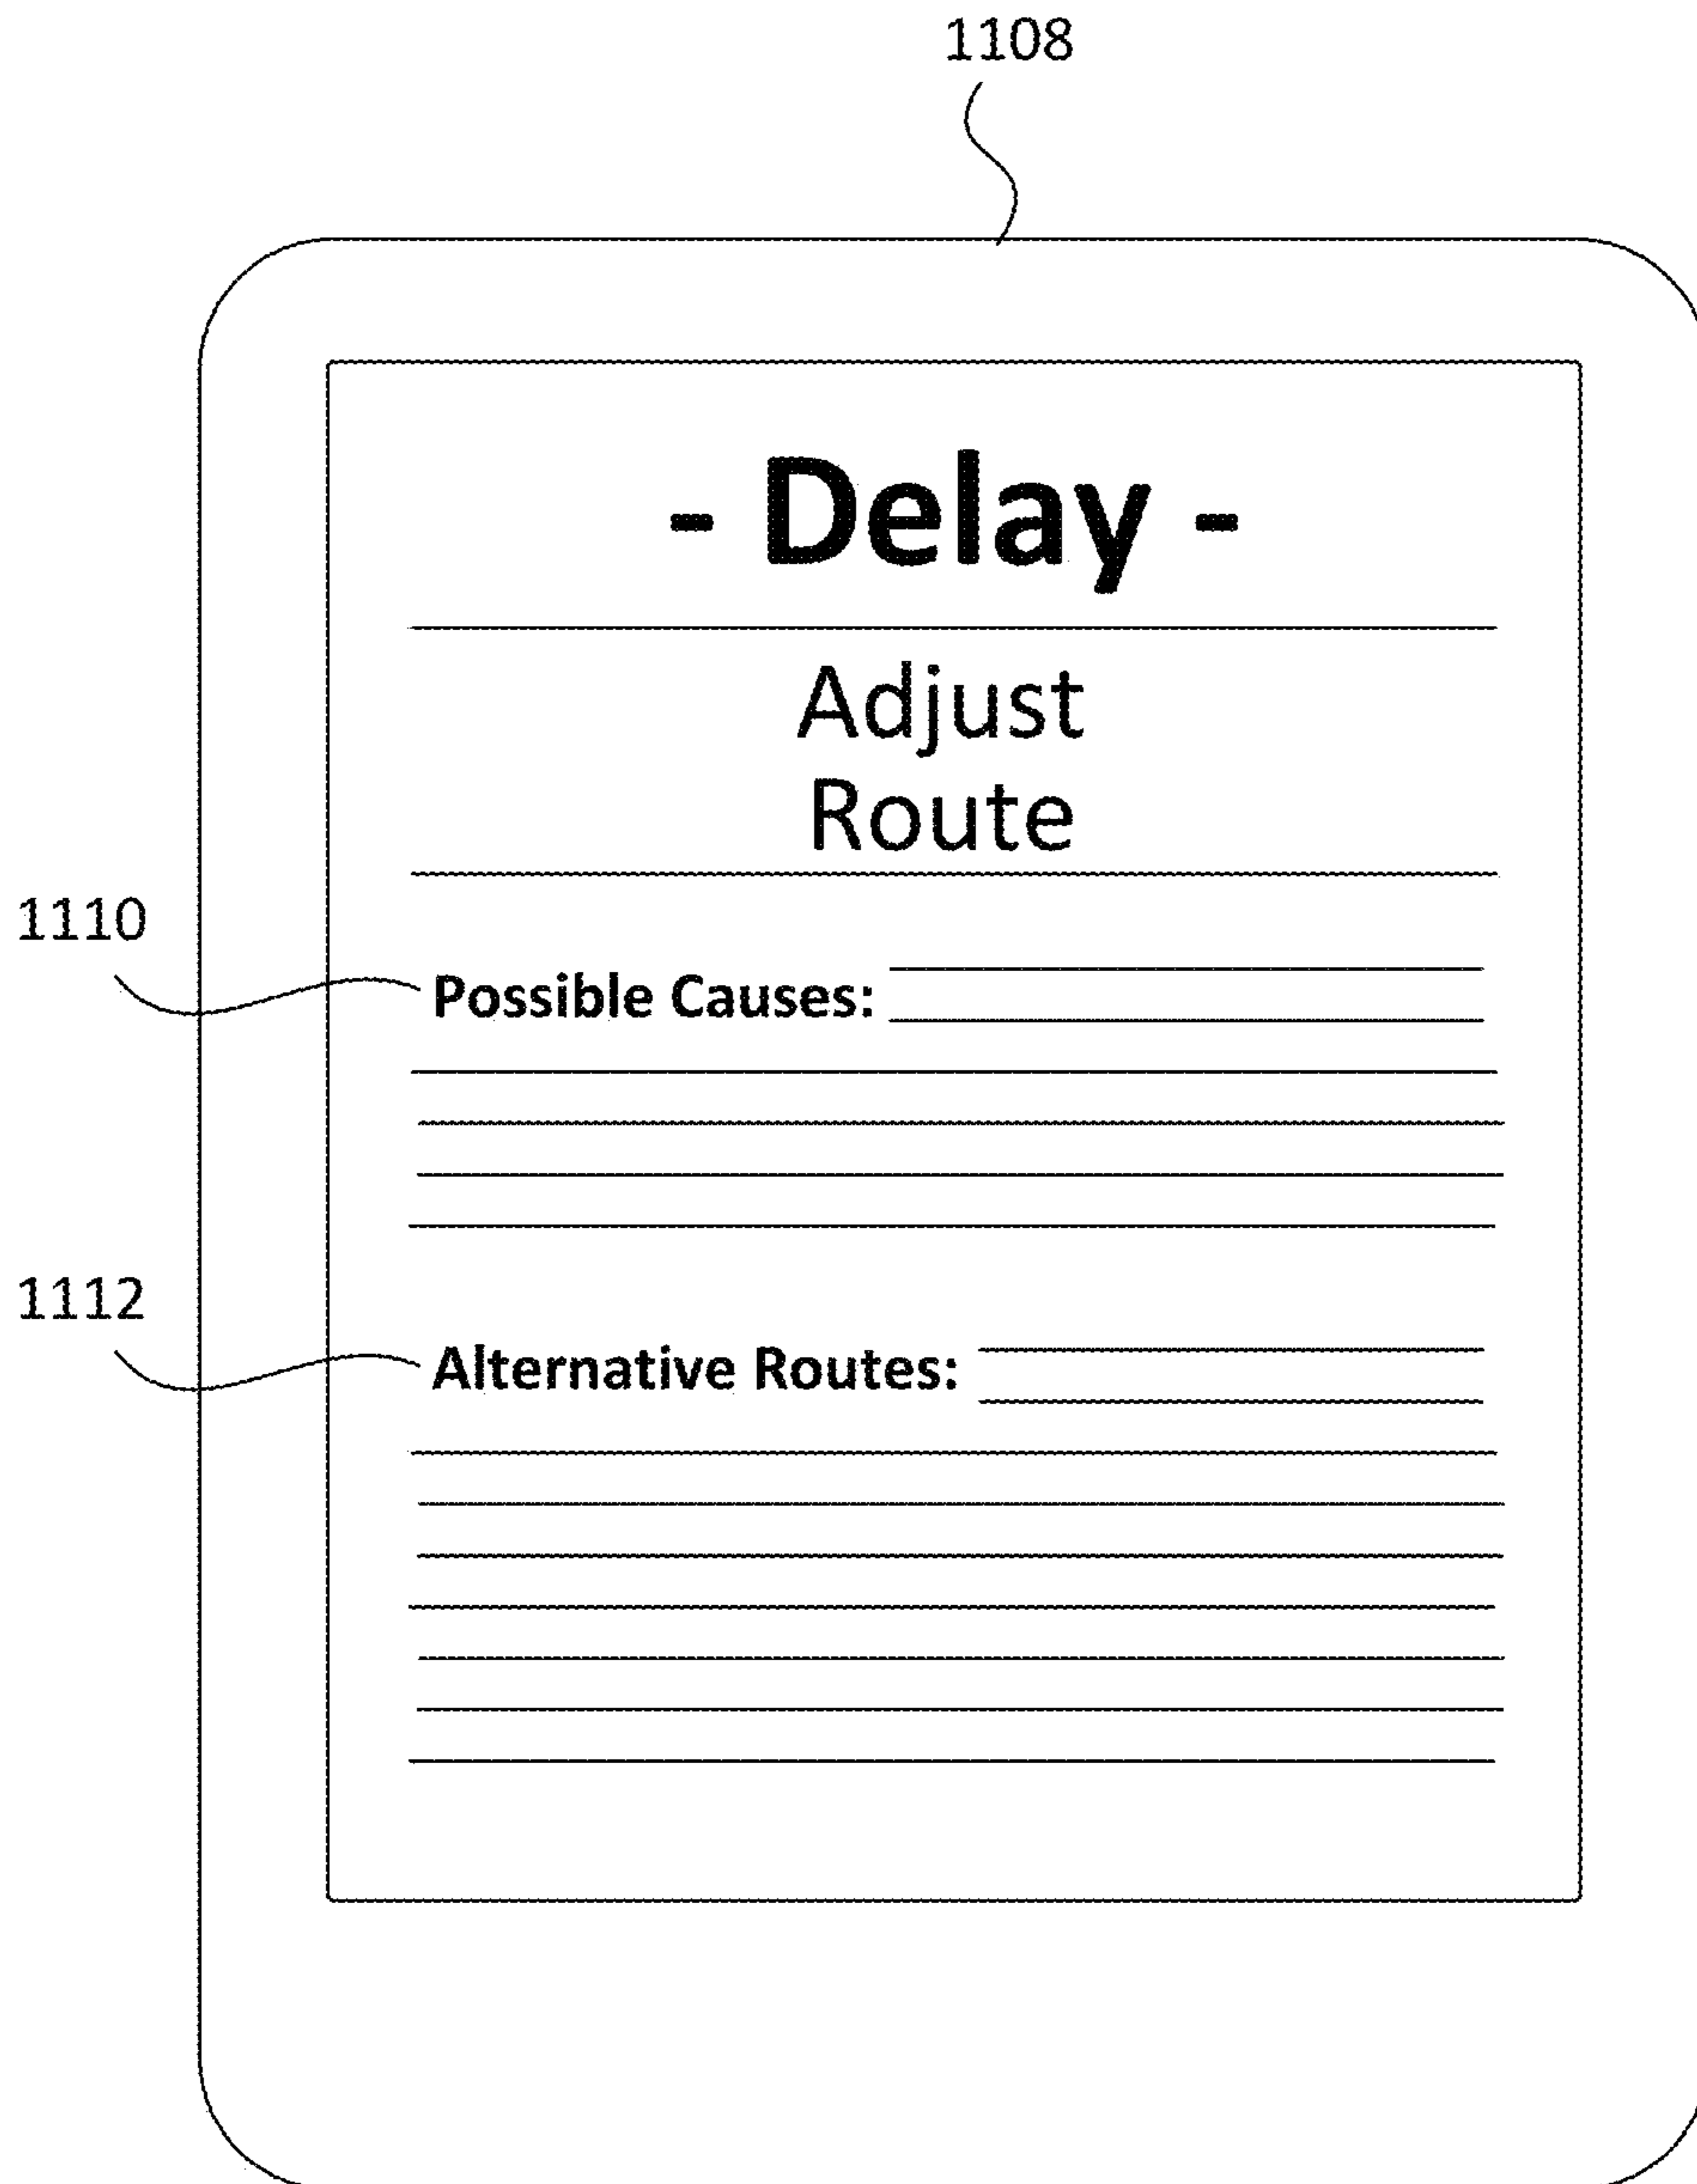 1108
- Delay -
Adjust
Route
1110
Possible Causes:
1112
Alternative Routes: